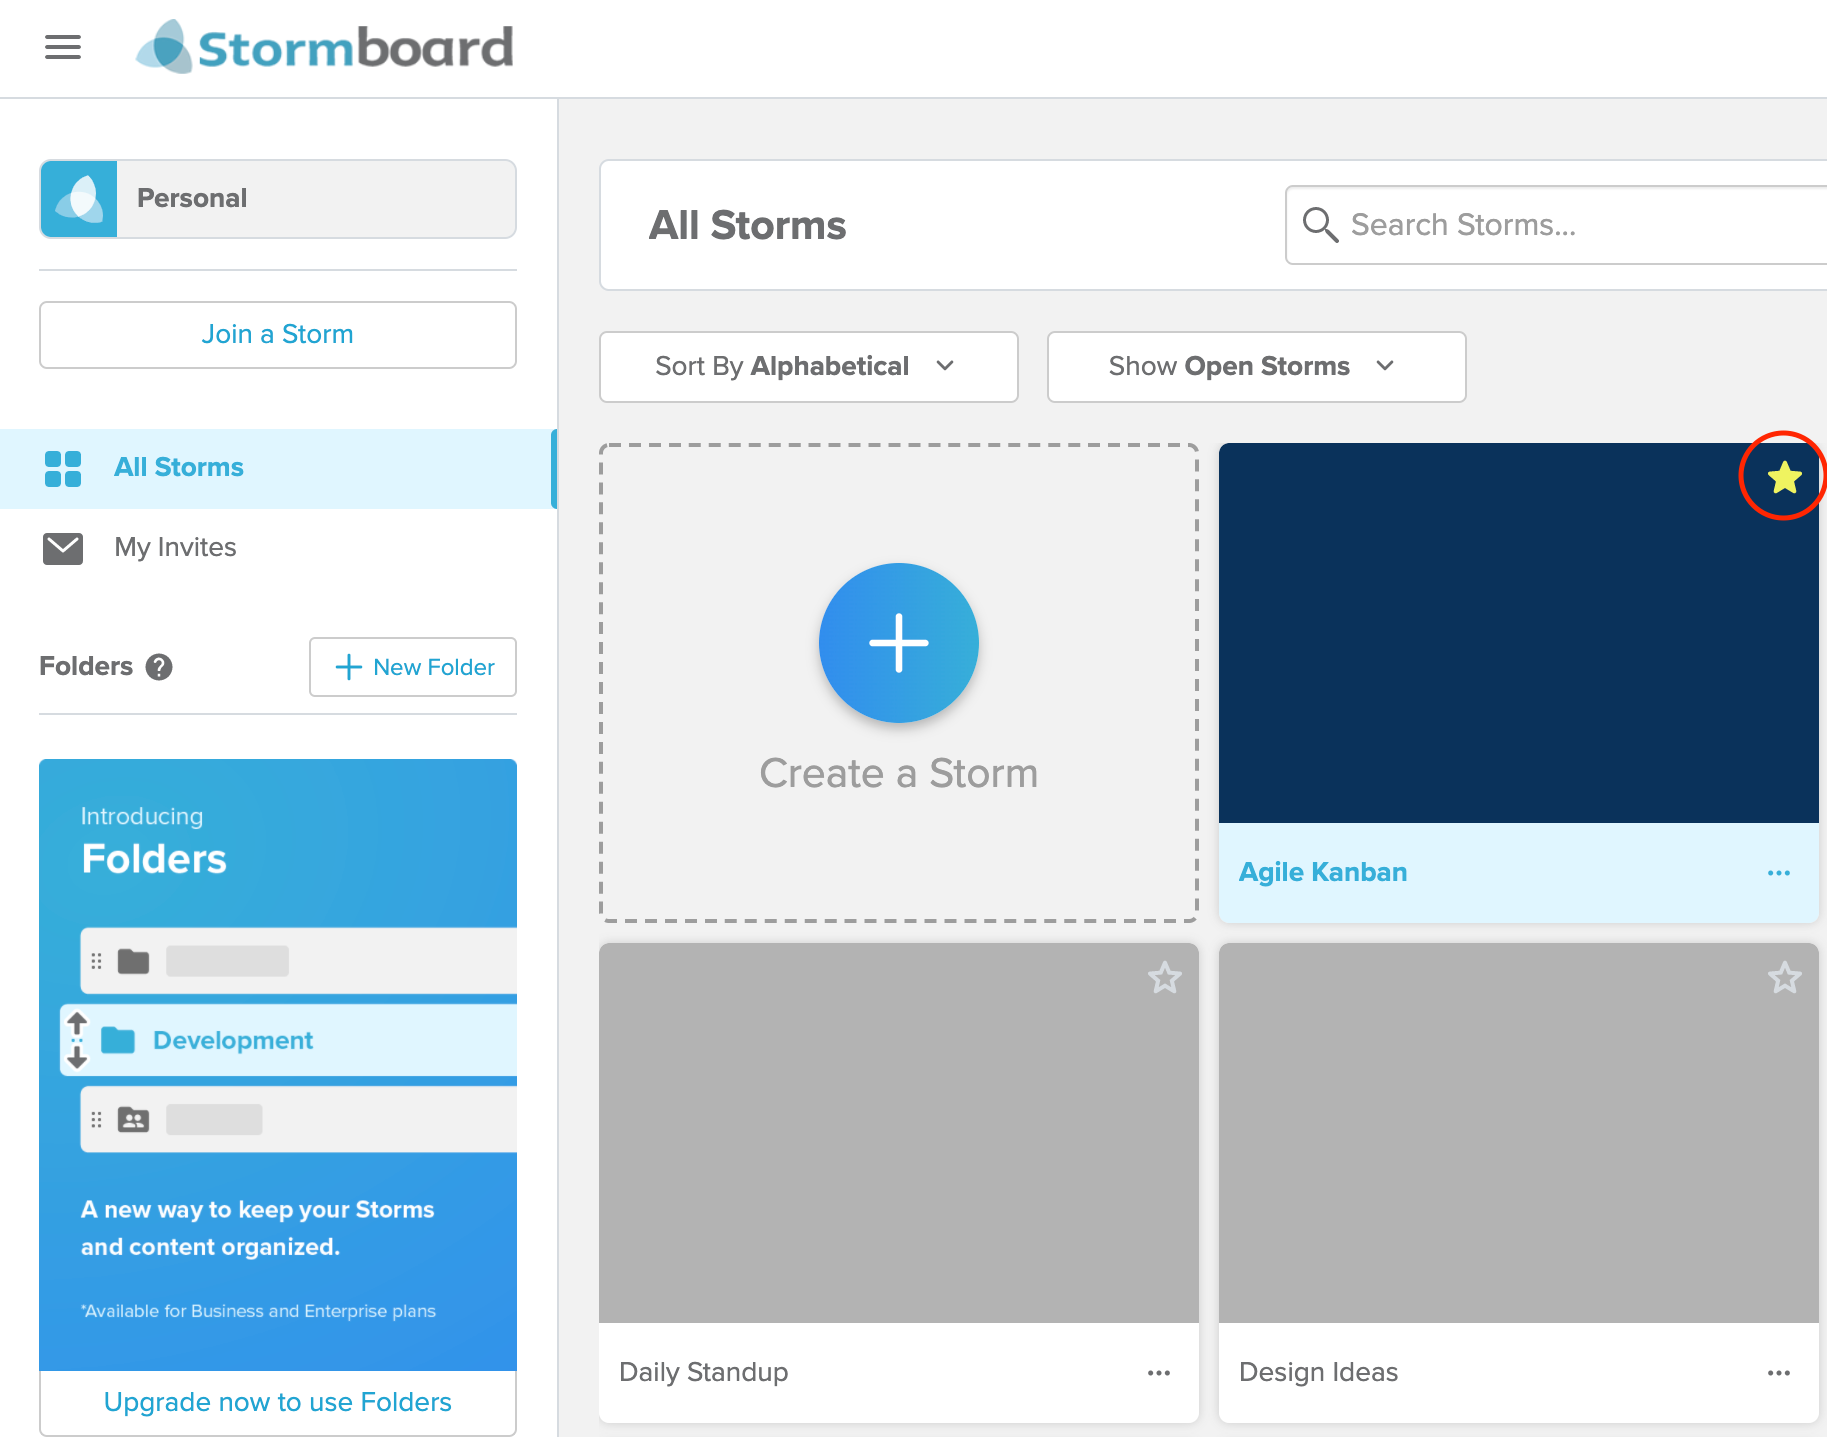 Stormboard
Personal
Join a Storm
All Storms
My Invites
Folders
New Folder
Introducing
Folders
Development
A new way to keep your Storms
and content organized.
*Available for Business and Enterprise plans
Upgrade now to use Folders
All Storms
Search Storms...
Sort By Alphabetical
Show Open Storms
Create a Storm
Agile Kanban
Daily Standup
Design Ideas